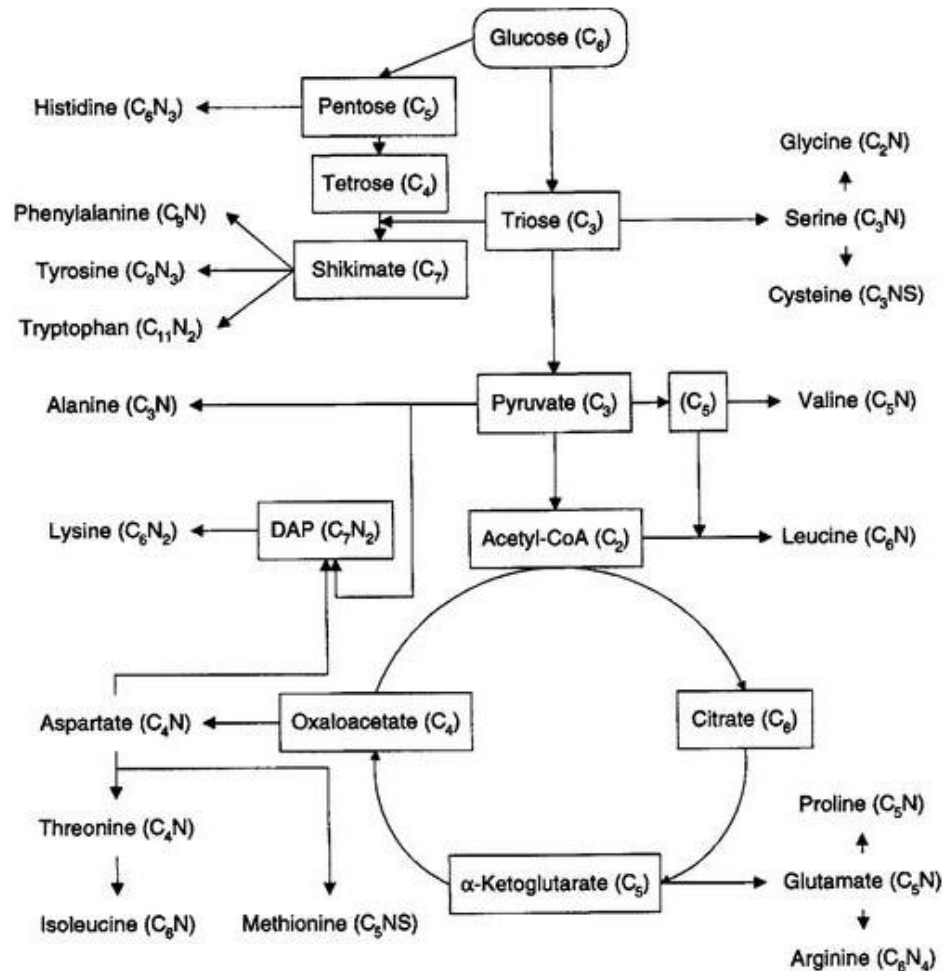 Glucose (C₆)
Histidine (C₆N₃)
Pentose (C₅)
Glycine (C₂N)
Tetrose (C₄)
Phenylalanine (C₉N)
Triose (C₃)
Serine (C₃N)
Tyrosine (C₉N₃)
Shikimate (C₇)
Cysteine (C₃NS)
Tryptophan (C₁₁N₂)
Alanine (C₃N)
Pyruvate (C₃)
(C₅)
Valine (C₅N)
Lysine (C₆N₂)
DAP (C₇N₂)
Acetyl-CoA (C₂)
Leucine (C₆N)
Aspartate (C₄N)
Oxaloacetate (C₄)
Citrate (C₆)
Threonine (C₄N)
Proline (C₅N)
α-Ketoglutarate (C₅)
Glutamate (C₅N)
Isoleucine (C₆N)
Methionine (C₅NS)
Arginine (C₆N₄)